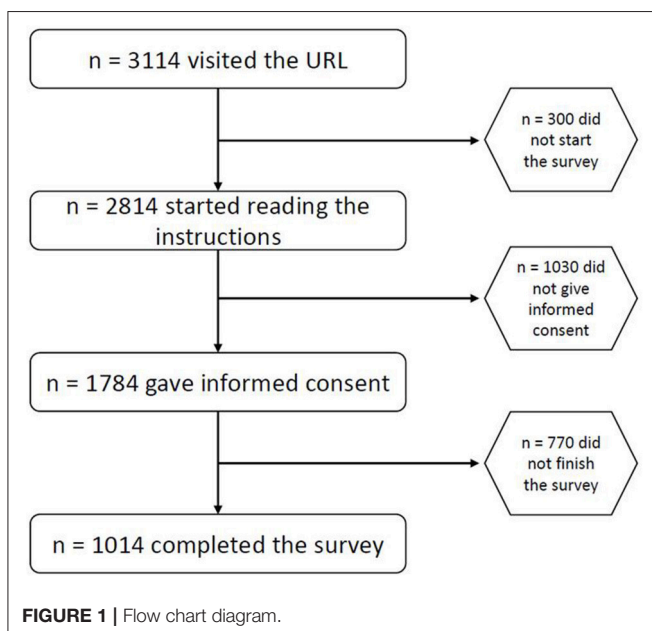 n = 3114 visited the URL
n = 300 did
not start
the survey
n = 2814 started reading the
instructions
n = 1030 did
not give
informed
consent
n = 1784 gave informed consent
n = 770 did
not finish
the survey
n = 1014 completed the survey
FIGURE 1 | Flow chart diagram.